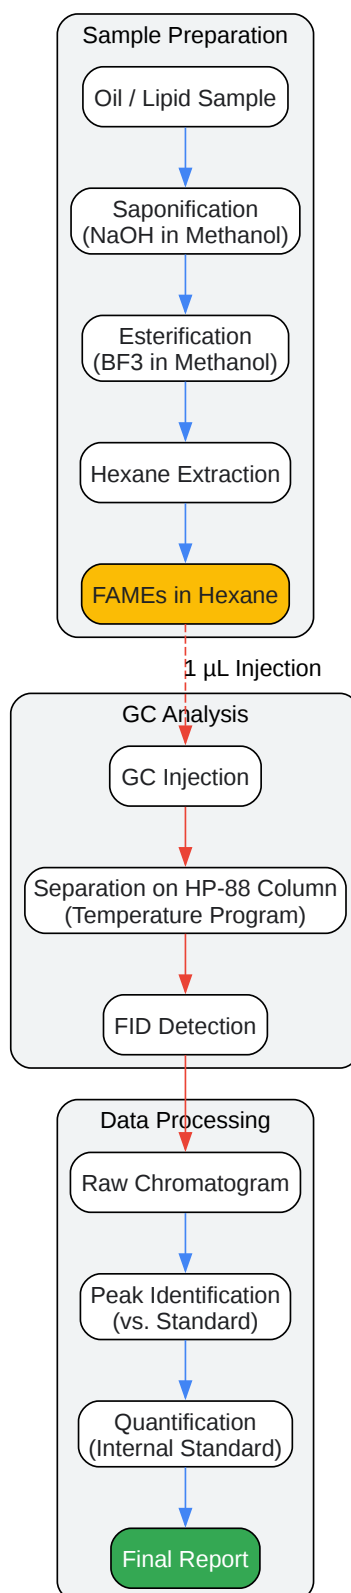 Sample Preparation
Oil / Lipid Sample
Saponification
(NaOH in Methanol)
Esterification
(BF3 in Methanol)
Hexane Extraction
FAMEs in Hexane
1 µL Injection
GC Analysis
GC Injection
Separation on HP-88 Column
(Temperature Program)
FID Detection
Data Processing
Raw Chromatogram
Peak Identification
(vs. Standard)
Quantification
(Internal Standard)
Final Report